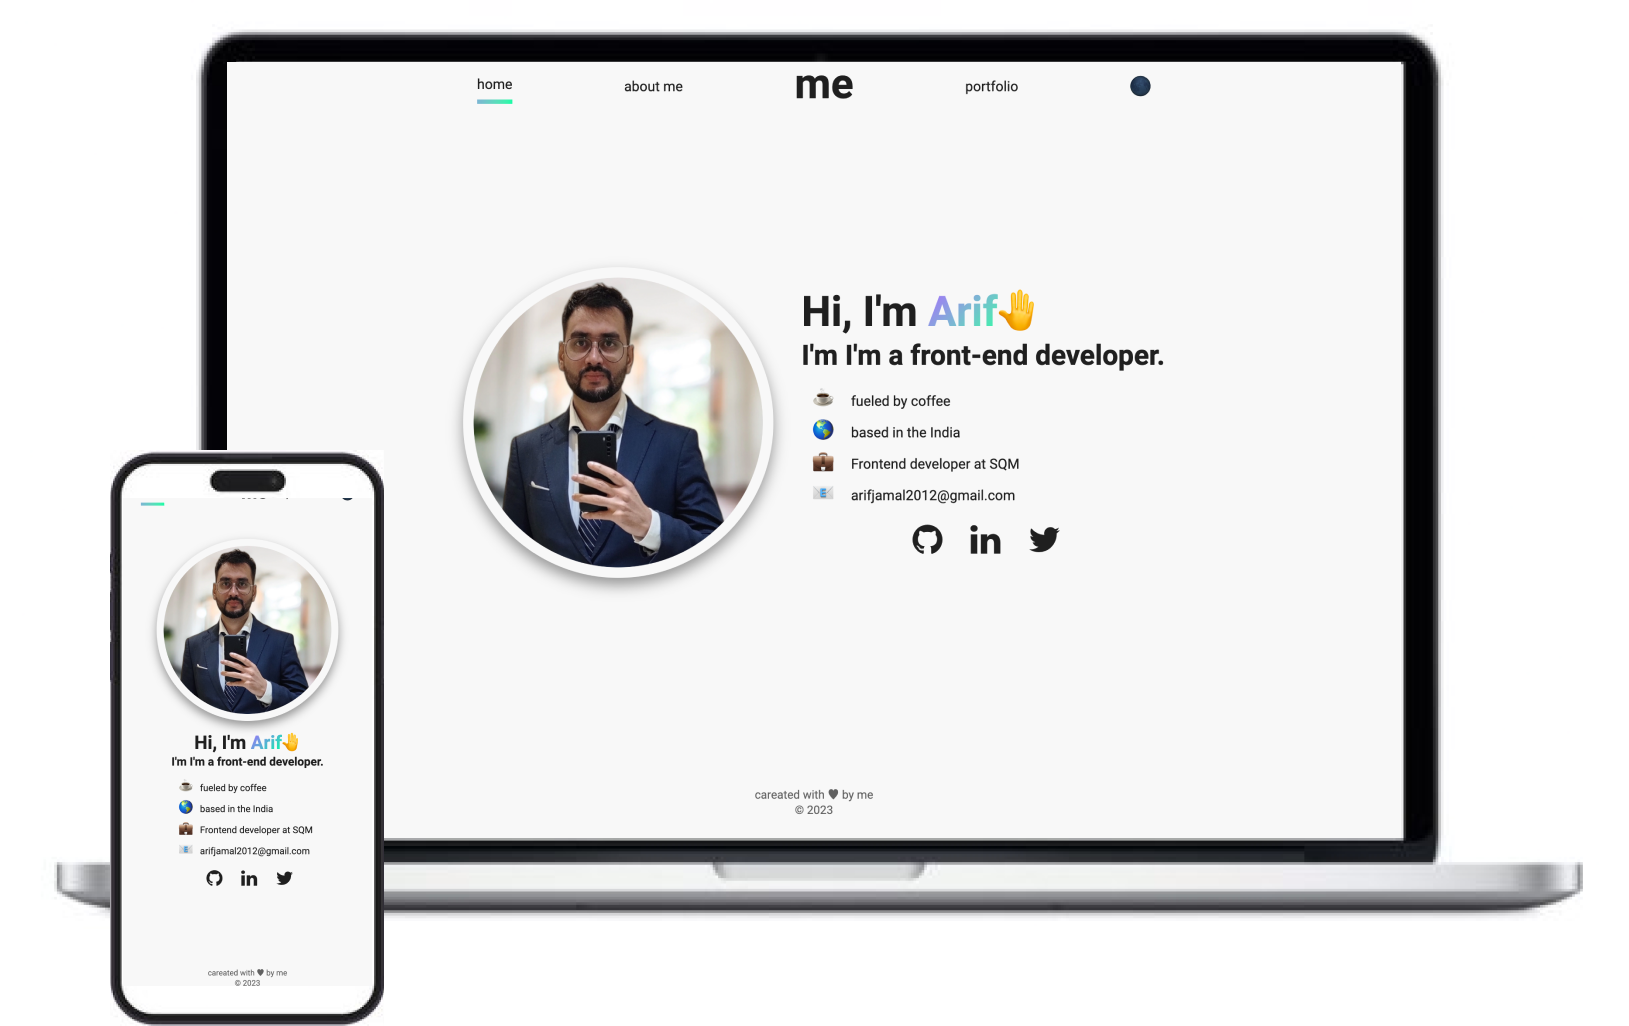 home about me me portfolio
Hi, I'm Arif🤚
I'm I'm a front-end developer.
fueled by coffee
based in the India
Frontend developer at SQM
arifjamal2012@gmail.com
in
careated with ♥ by me
© 2023
Hi, I'm Arif🤚
I'm I'm a front-end developer.
fueled by coffee
based in the India
Frontend developer at SQM
arifjamal2012@gmail.com
in
careated with ♥ by me
© 2023